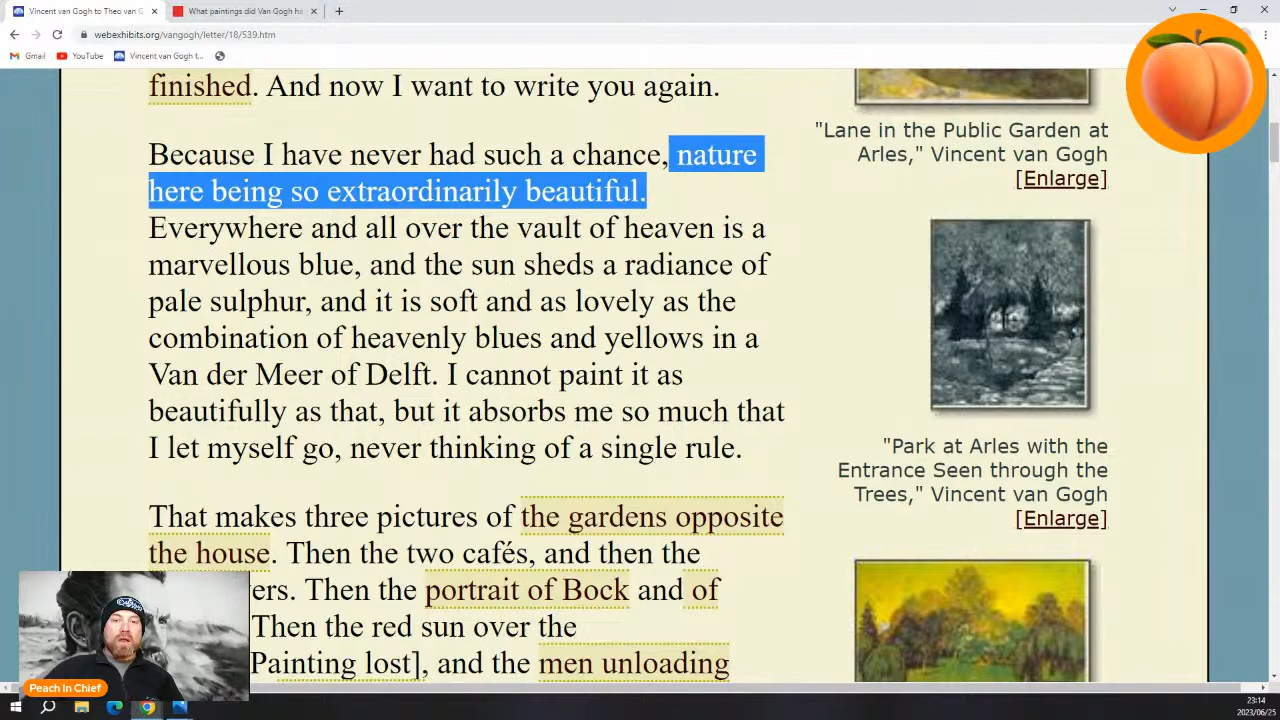 Vincent van Gogh to Theo van G
What paintings did Van Gogh ha
webexhibits.org/vangogh/letter/18/539.htm
Gmail
YouTube
Vincent van Gogh t...
finished. And now I want to write you again.
Because I have never had such a chance, nature
here being so extraordinarily beautiful.
Everywhere and all over the vault of heaven is a
marvellous blue, and the sun sheds a radiance of
pale sulphur, and it is soft and as lovely as the
combination of heavenly blues and yellows in a
Van der Meer of Delft. I cannot paint it as
beautifully as that, but it absorbs me so much that
I let myself go, never thinking of a single rule.
That makes three pictures of the gardens opposite
the house. Then the two cafés, and then the
vers. Then the portrait of Bock and of
Then the red sun over the
Painting lost], and the men unloading
"Lane in the Public Garden at
Arles," Vincent van Gogh
[Enlarge]
"Park at Arles with the
Entrance Seen through the
Trees," Vincent van Gogh
[Enlarge]
Peach In Chief
23:14
2023/06/25